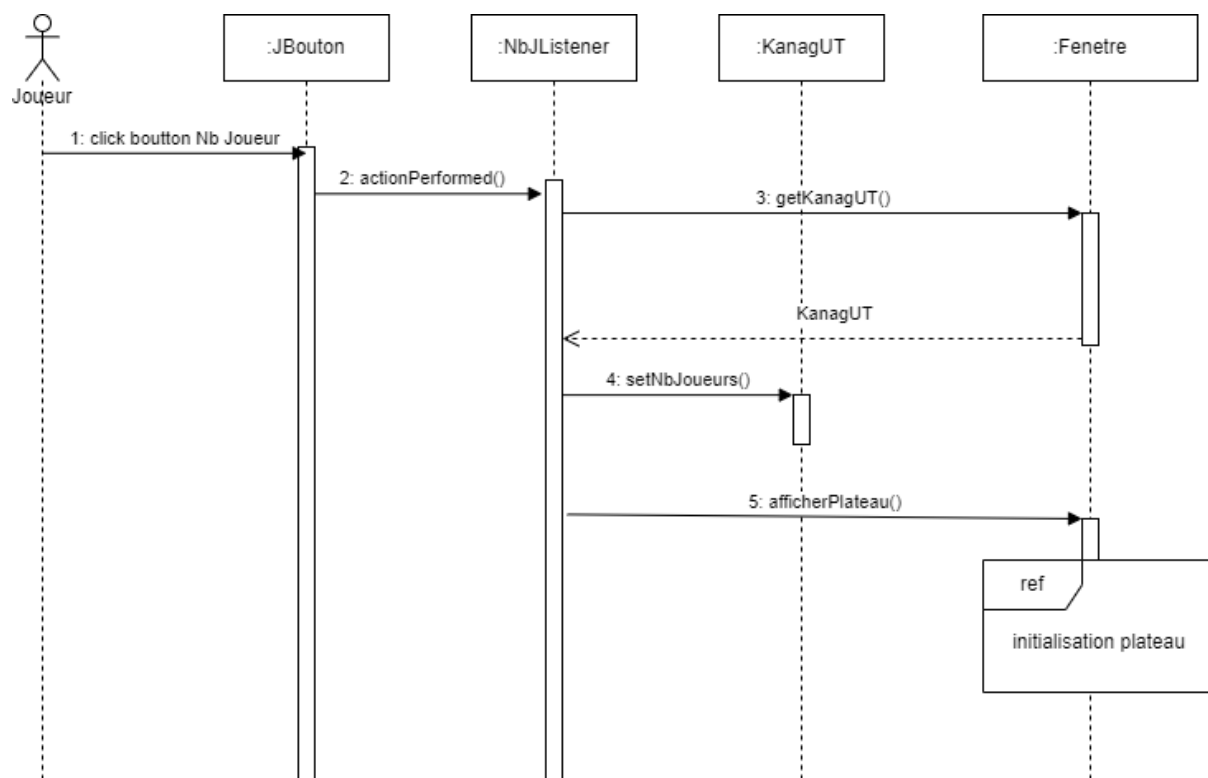 :JBouton
:NbJListener
:KanagUT
:Fenetre
Joueur
1: click boutton Nb Joueur
2: actionPerformed()
3: getKanagUT()
KanagUT
4: setNbJoueurs()
5: afficherPlateau()
ref
initialisation plateau